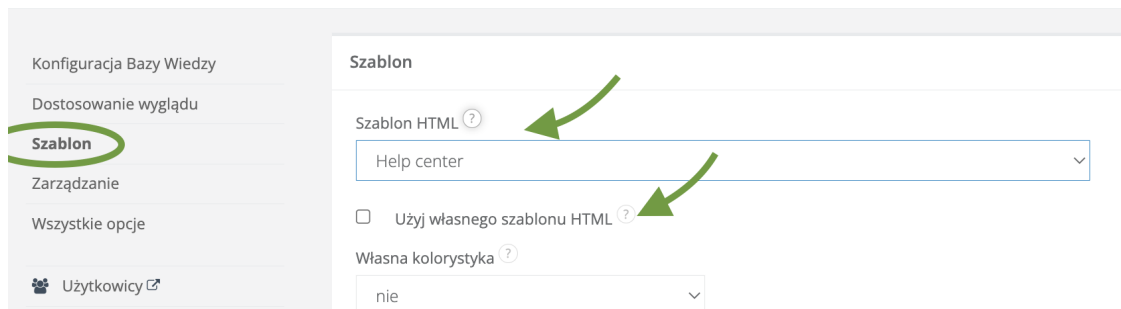 Konfiguracja Bazy Wiedzy
Dostosowanie wyglądu
Szablon
Zarządzanie
Wszystkie opcje
Użytkowicy
Szablon
Szablon HTML ?
Help center
Użyj własnego szablonu HTML ?
Własna kolorystyka ?
nie